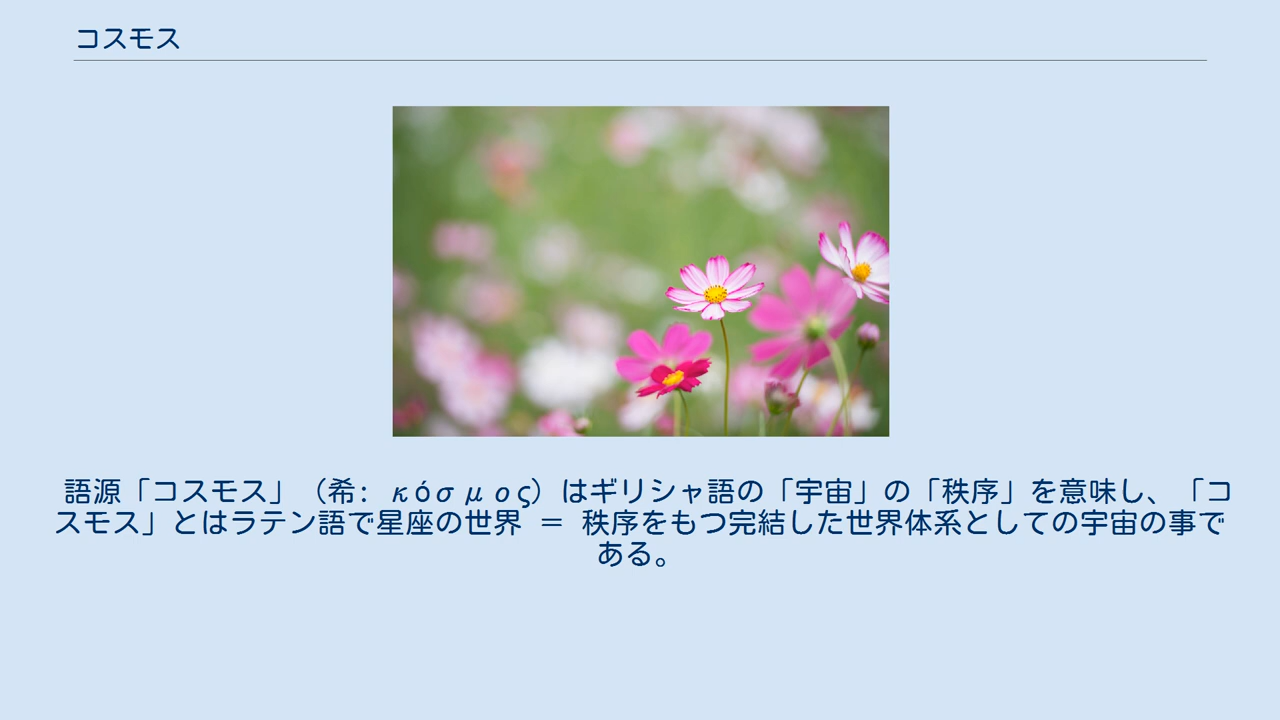 コスモス
語源「コスモス」（希： κόσμος）はギリシャ語の「宇宙」の「秩序」を意味し、「コ
スモス」とはラテン語で星座の世界 ＝ 秩序をもつ完結した世界体系としての宇宙の事で
ある。